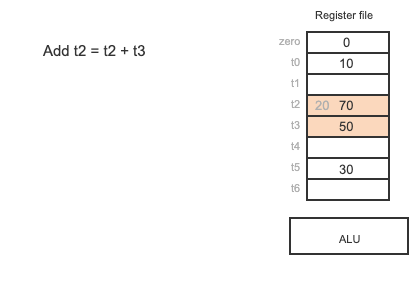 Register file
Add t2 = t2 + t3
zero 0
t0 10
t1
t2 20 70
t3 50
t4
t5 30
t6
ALU